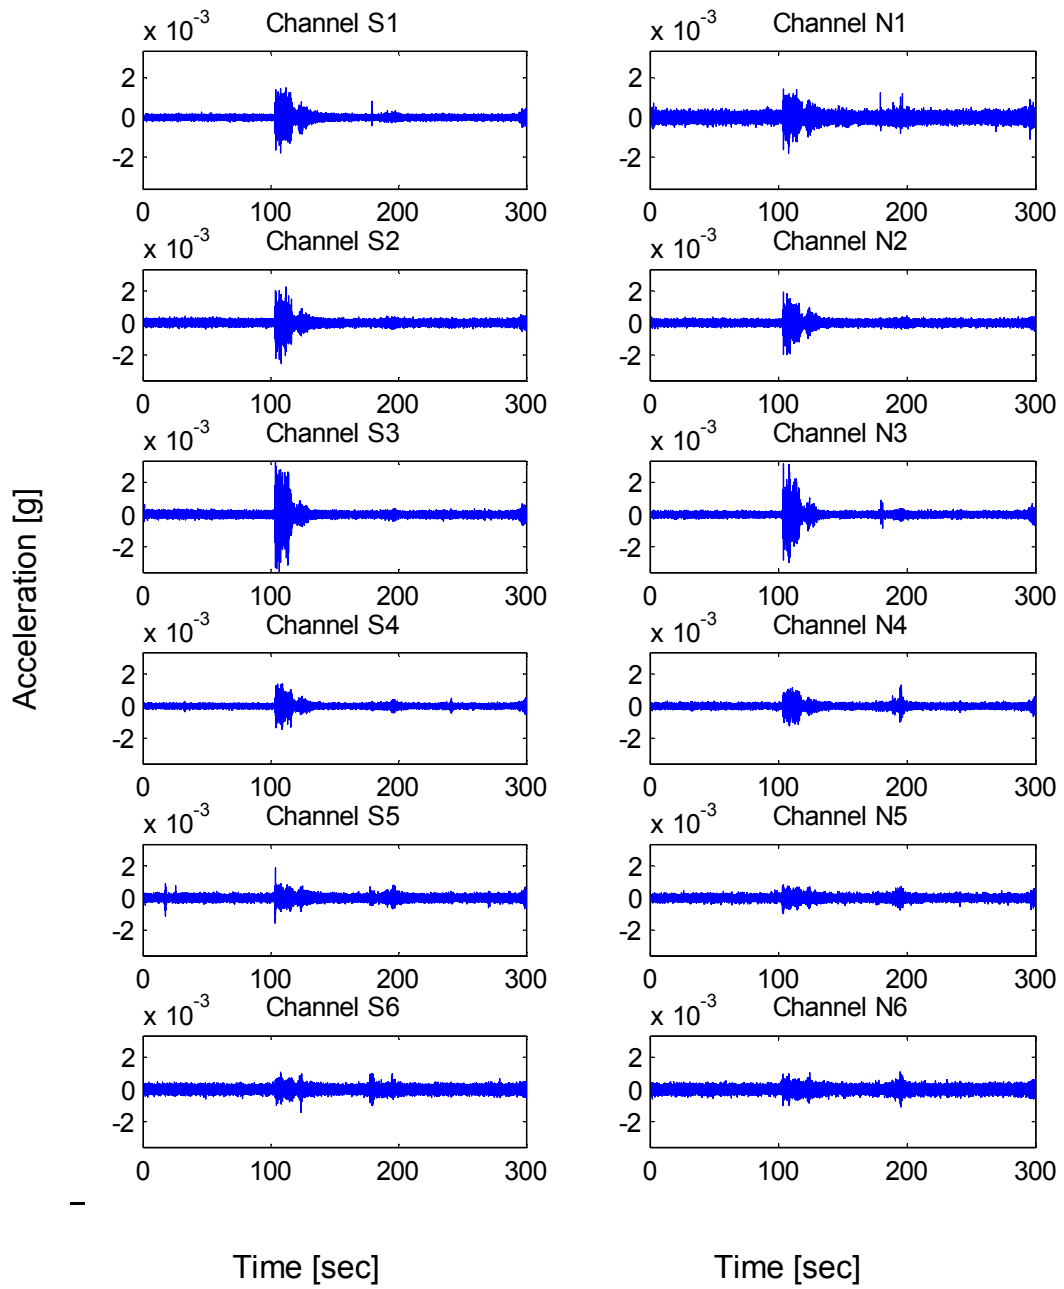 x 10^-3 Channel S1
2
0
-2
0 100 200 300
x 10^-3 Channel N1
2
0
-2
0 100 200 300
x 10^-3 Channel S2
2
0
-2
0 100 200 300
x 10^-3 Channel N2
2
0
-2
0 100 200 300
x 10^-3 Channel S3
2
0
-2
0 100 200 300
x 10^-3 Channel N3
2
0
-2
0 100 200 300
x 10^-3 Channel S4
2
0
-2
0 100 200 300
x 10^-3 Channel N4
2
0
-2
0 100 200 300
x 10^-3 Channel S5
2
0
-2
0 100 200 300
x 10^-3 Channel N5
2
0
-2
0 100 200 300
x 10^-3 Channel S6
2
0
-2
0 100 200 300
x 10^-3 Channel N6
2
0
-2
0 100 200 300
Acceleration [g]
Time [sec]
Time [sec]